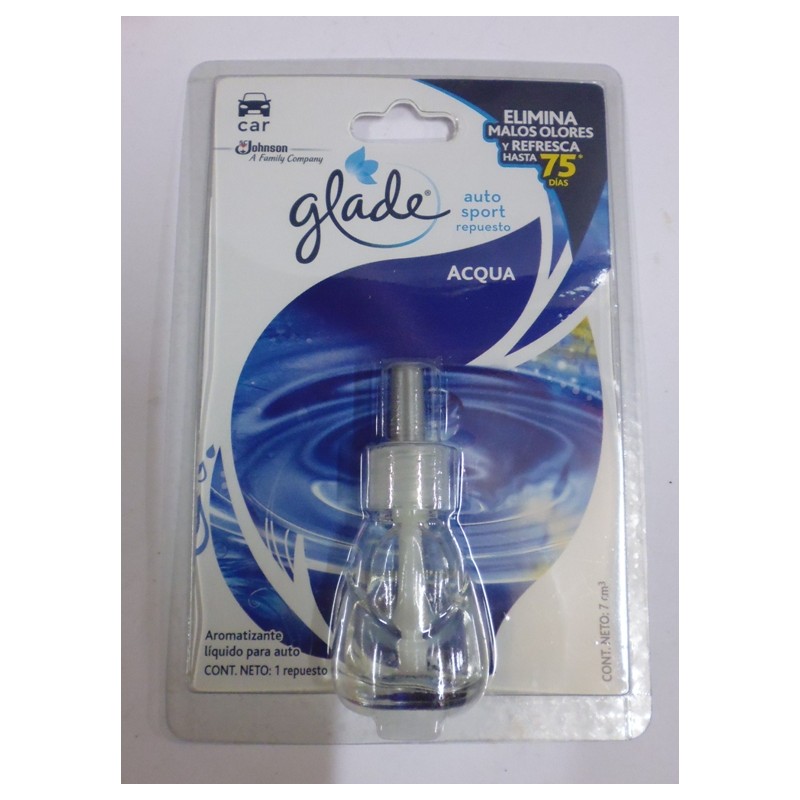 car
Johnson
A Family Company
glade®
auto
sport
repuesto
ELIMINA
MALOS OLORES
y REFRESCA
HASTA 75*
DÍAS
ACQUA
Aromatizante
líquido para auto
CONT. NETO: 1 repuesto
CONT. NETO: 7 cm³